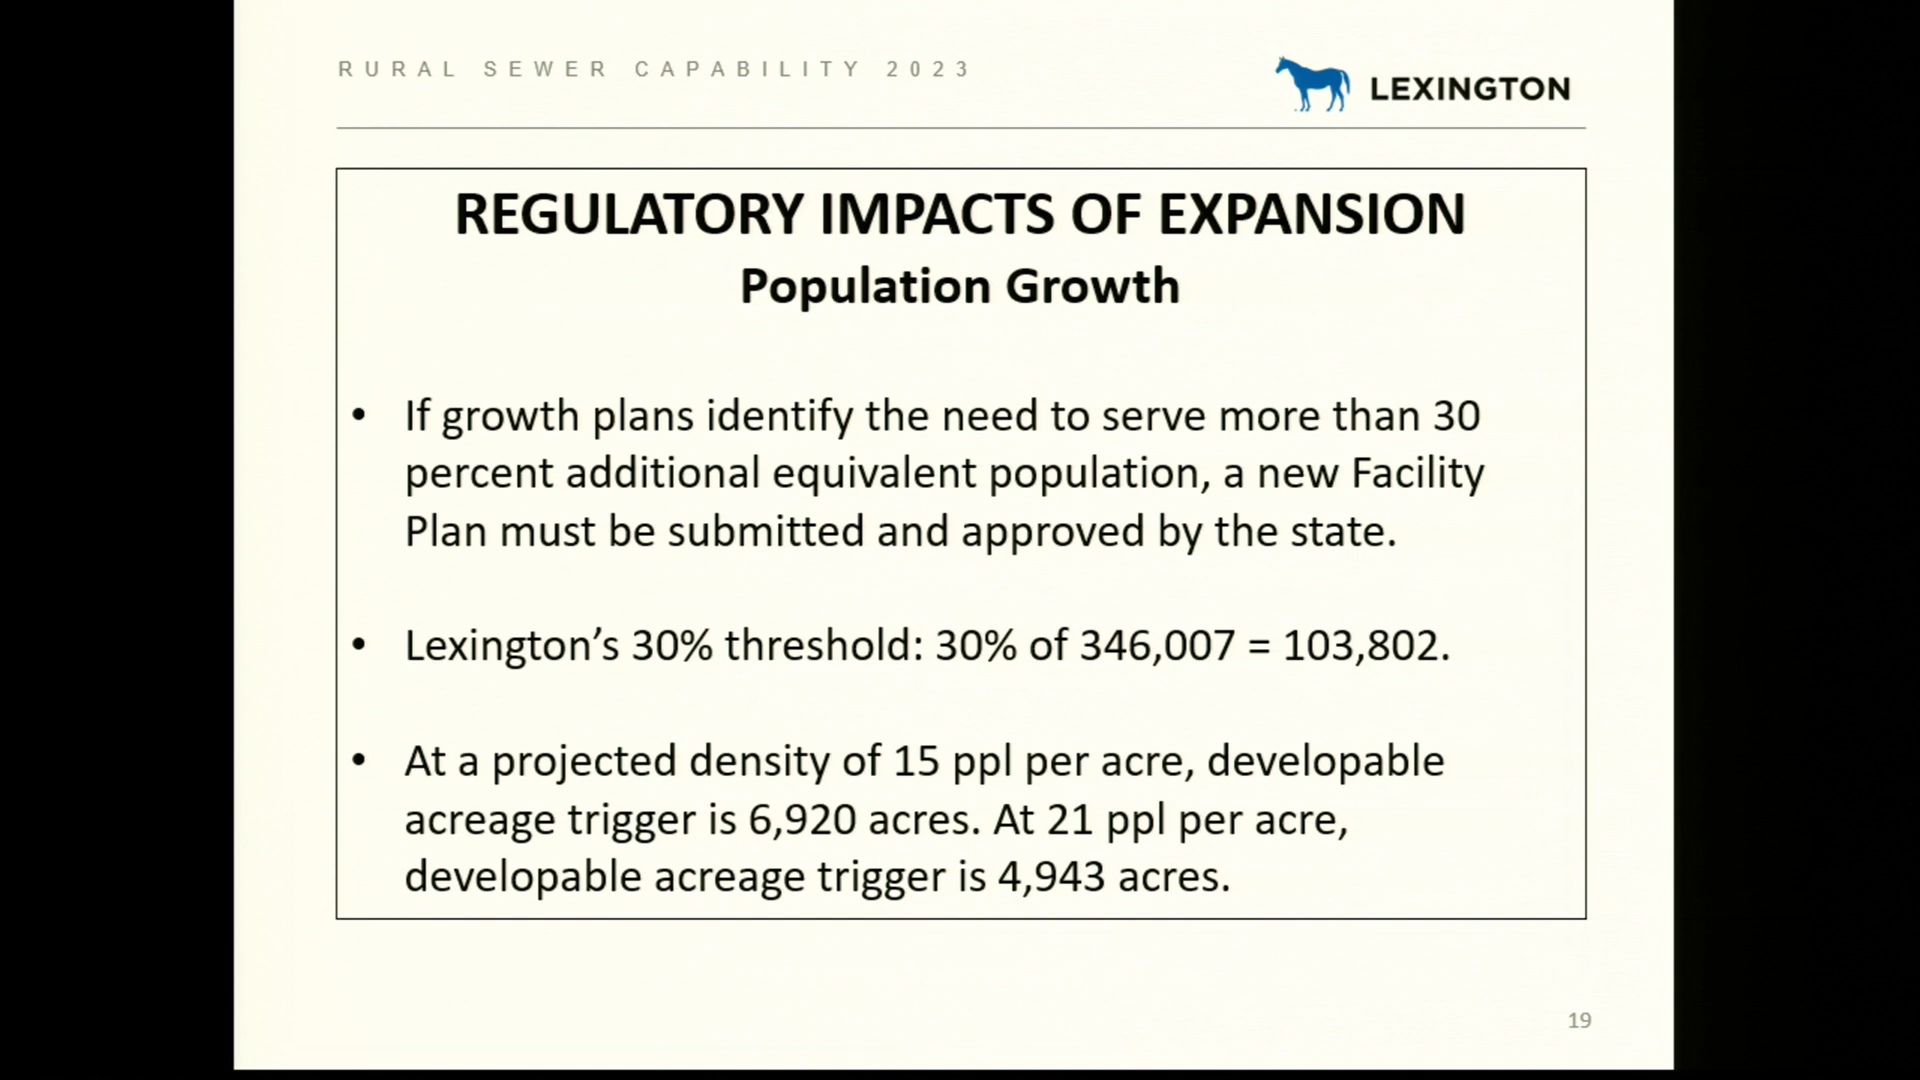 RURAL SEWER CAPABILITY 2023
LEXINGTON
REGULATORY IMPACTS OF EXPANSION
Population Growth
• If growth plans identify the need to serve more than 30
percent additional equivalent population, a new Facility
Plan must be submitted and approved by the state.
• Lexington’s 30% threshold: 30% of 346,007 = 103,802.
• At a projected density of 15 ppl per acre, developable
acreage trigger is 6,920 acres. At 21 ppl per acre,
developable acreage trigger is 4,943 acres.
19